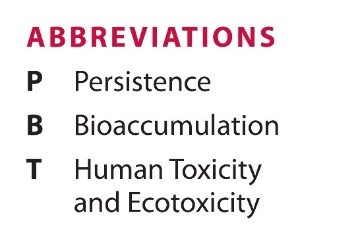 ABBREVIATIONS
P Persistence
B Bioaccumulation
T Human Toxicity
and Ecotoxicity